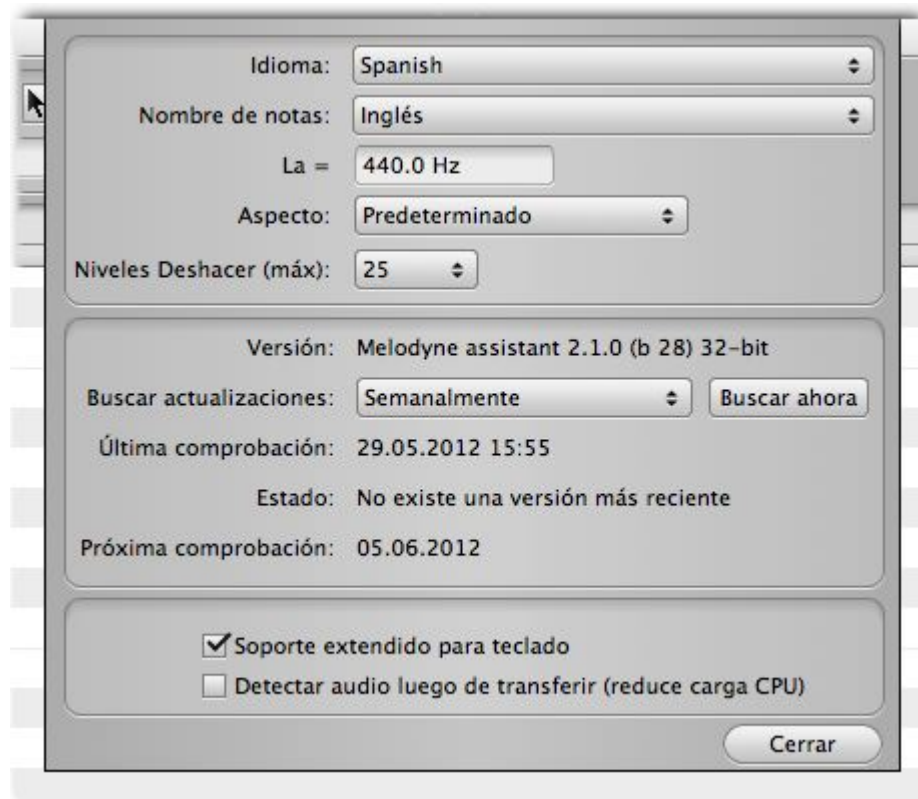 Idioma: Spanish
Nombre de notas: Inglés
La = 440.0 Hz
Aspecto: Predeterminado
Niveles Deshacer (máx): 25
Versión: Melodyne assistant 2.1.0 (b 28) 32-bit
Buscar actualizaciones: Semanalmente Buscar ahora
Última comprobación: 29.05.2012 15:55
Estado: No existe una versión más reciente
Próxima comprobación: 05.06.2012
Soporte extendido para teclado
Detectar audio luego de transferir (reduce carga CPU)
Cerrar